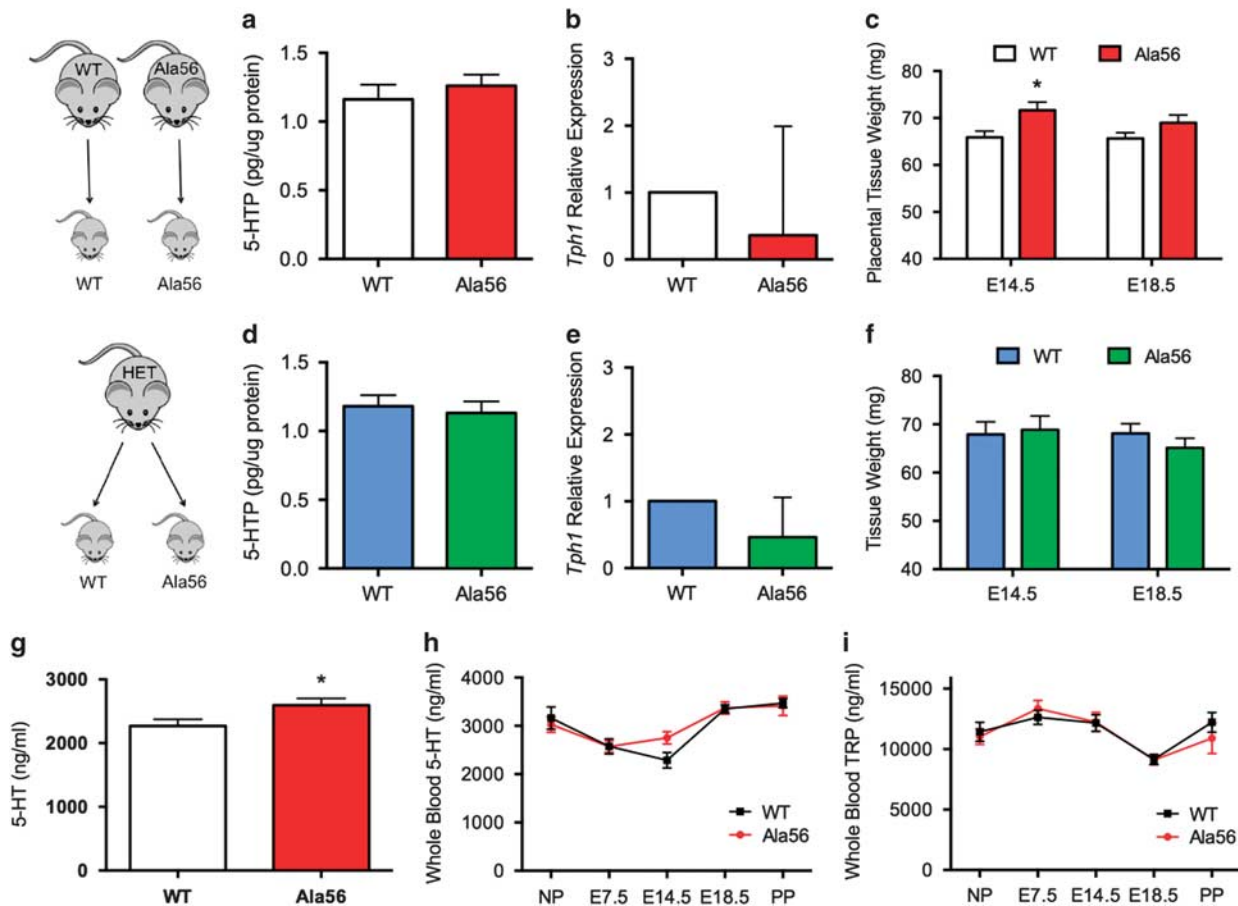 WT
Ala56
WT
Ala56
a
5-HTP (pg/ug protein)
1.5
1.0
0.5
0.0
WT
Ala56
b
Tph1 Relative Expression
3
2
1
0
WT
Ala56
c
WT
Ala56
Placental Tissue Weight (mg)
80
70
60
50
40
*
E14.5
E18.5
HET
WT
Ala56
d
5-HTP (pg/ug protein)
1.5
1.0
0.5
0.0
WT
Ala56
e
Tph1 Relative Expression
3
2
1
0
WT
Ala56
f
WT
Ala56
Tissue Weight (mg)
80
70
60
50
40
E14.5
E18.5
g
5-HT (ng/ml)
3000
2000
1000
0
*
WT
Ala56
h
Whole Blood 5-HT (ng/ml)
4000
3000
2000
1000
0
WT
Ala56
NP
E7.5
E14.5
E18.5
PP
i
Whole Blood TRP (ng/ml)
15000
10000
5000
0
WT
Ala56
NP
E7.5
E14.5
E18.5
PP